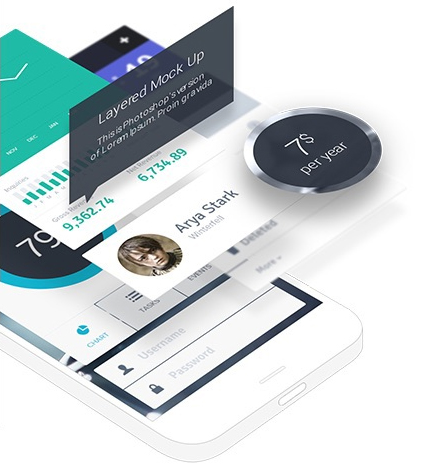 Layered Mock Up
This is Photoshop's version
of Lorem Ipsum. Proin gravida
7$
per year
NOV
DEC
JAN
Inquiries
Gross Revenue
9,362.74
Net Revenue
6,734.89
79
Arya Stark
Winterfell
Deleted
More
CHART
TASKS
EVENTS
Username
Password